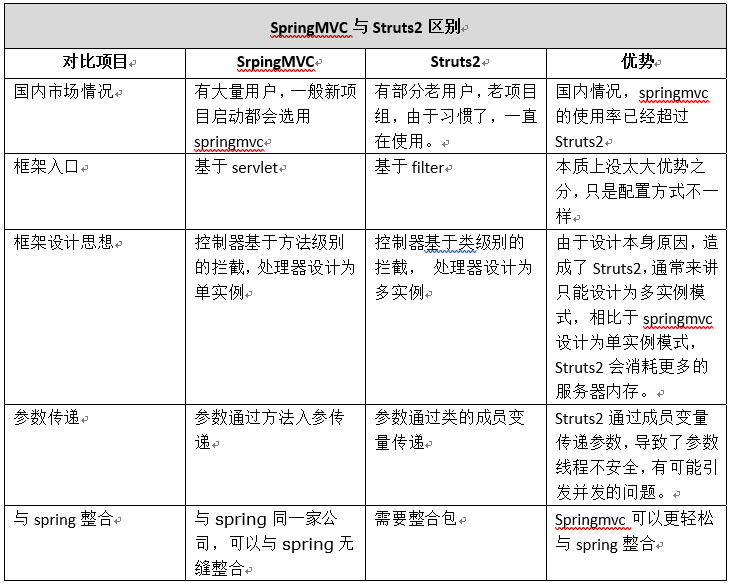 SpringMVC 与 Struts2 区别
对比项目 SrpingMVC Struts2 优势
国内市场情况
有大量用户，一般新项
目启动都会选用
springmvc
有部分老用户，老项目
组，由于习惯了，一直
在使用。
国内情况，springmvc
的使用率已经超过
Struts2
框架入口
基于 servlet
基于 filter
本质上没太大优势之
分，只是配置方式不一
样
框架设计思想
控制器基于方法级别
的拦截，处理器设计为
单实例
控制器基于类级别的
拦截， 处理器设计为
多实例
由于设计本身原因，造
成了 Struts2，通常来讲
只能设计为多实例模
式，相比于 springmvc
设计为单实例模式，
Struts2 会消耗更多的
服务器内存。
参数传递
参数通过方法入参传
递
参数通过类的成员变
量传递
Struts2 通过成员变量
传递参数，导致了参数
线程不安全，有可能引
发并发的问题。
与 spring 整合
与 spring 同一家公
司，可以与 spring 无
缝整合
需要整合包
Springmvc 可以更轻松
与 spring 整合